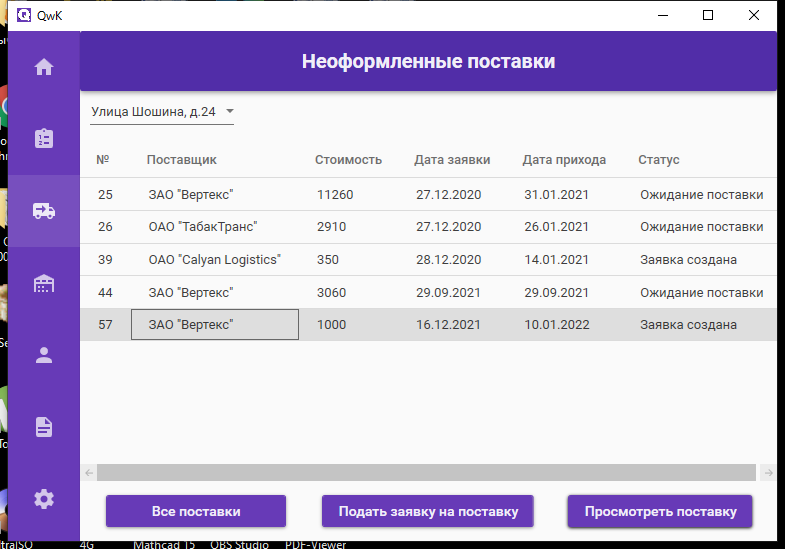 QwK
Неоформленные поставки
Улица Шошина, д.24
№ Поставщик Стоимость Дата заявки Дата прихода Статус
25 ЗАО "Вертекс" 11260 27.12.2020 31.01.2021 Ожидание поставки
26 ОАО "ТабакТранс" 2910 27.12.2020 26.01.2021 Ожидание поставки
39 ОАО "Calyan Logistics" 350 28.12.2020 14.01.2021 Заявка создана
44 ЗАО "Вертекс" 3060 29.09.2021 29.09.2021 Ожидание поставки
57 ЗАО "Вертекс" 1000 16.12.2021 10.01.2022 Заявка создана
Все поставки Подать заявку на поставку Просмотреть поставку
traISO 4G Mathcad 15 OBS Studio PDF-Viewer